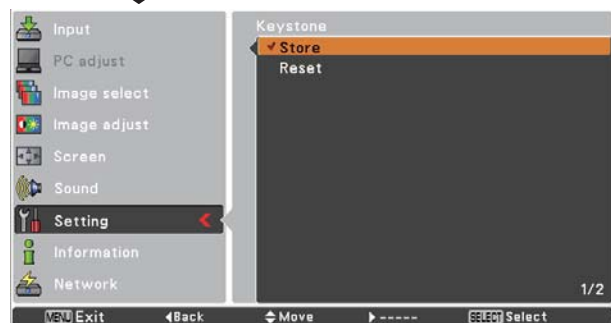 Input
PC adjust
Image select
Image adjust
Screen
Sound
Setting
Information
Network
Keystone
Store
Reset
1/2
MENU Exit ◀Back Move ▶----- SELECT Select